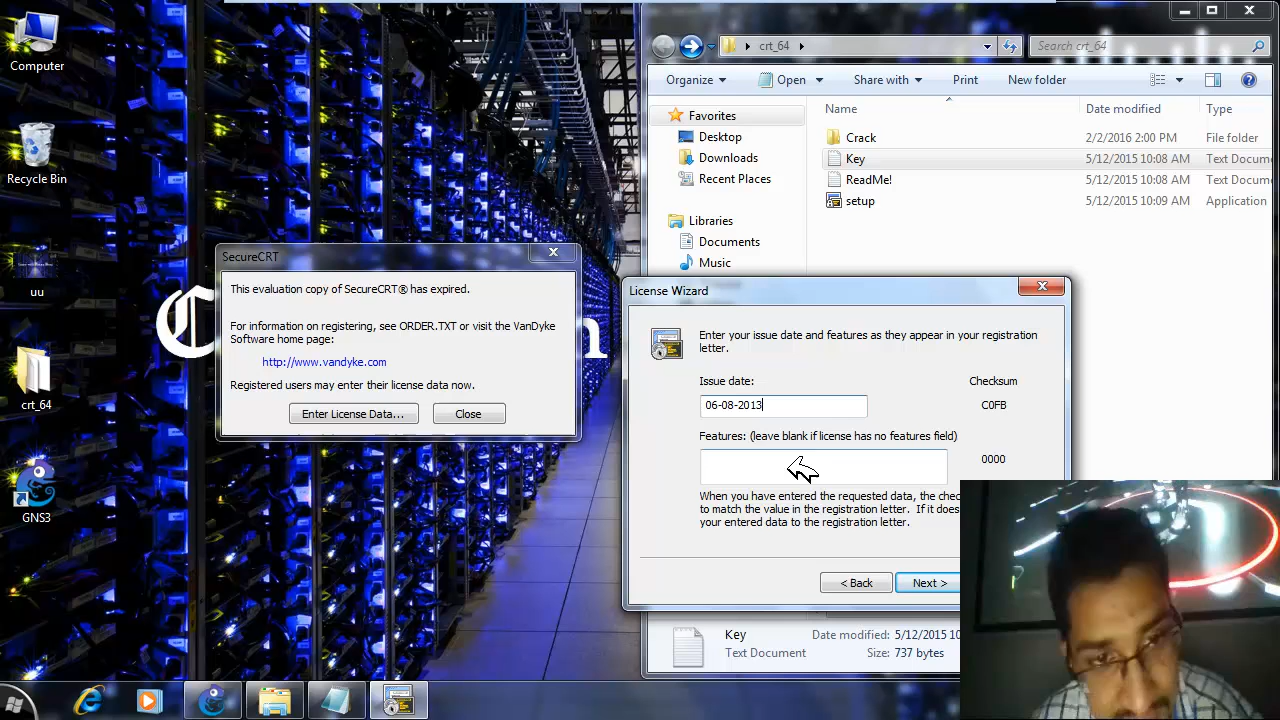 Computer
Recycle Bin
uu
crt_64
GNS3
SecureCRT
This evaluation copy of SecureCRT® has expired.
For information on registering, see ORDER.TXT or visit the VanDyke
Software home page:
http://www.vandyke.com
Registered users may enter their license data now.
Enter License Data...
Close
crt_64
Search crt_64
Organize
Open
Share with
Print
New folder
Name
Date modified
Type
Favorites
Desktop
Downloads
Recent Places
Libraries
Documents
Music
Crack
2/2/2016 2:00 PM
File folder
Key
5/12/2015 10:08 AM
Text Docume
ReadMe!
5/12/2015 10:08 AM
Text Docume
setup
5/12/2015 10:09 AM
Application
License Wizard
Enter your issue date and features as they appear in your registration
letter.
Issue date:
Checksum
06-08-2013
C0FB
Features: (leave blank if license has no features field)
0000
When you have entered the requested data, the chec
to match the value in the registration letter. If it does
your entered data to the registration letter.
< Back
Next >
Key
Date modified: 5/12/2015 10
Text Document
Size: 737 bytes